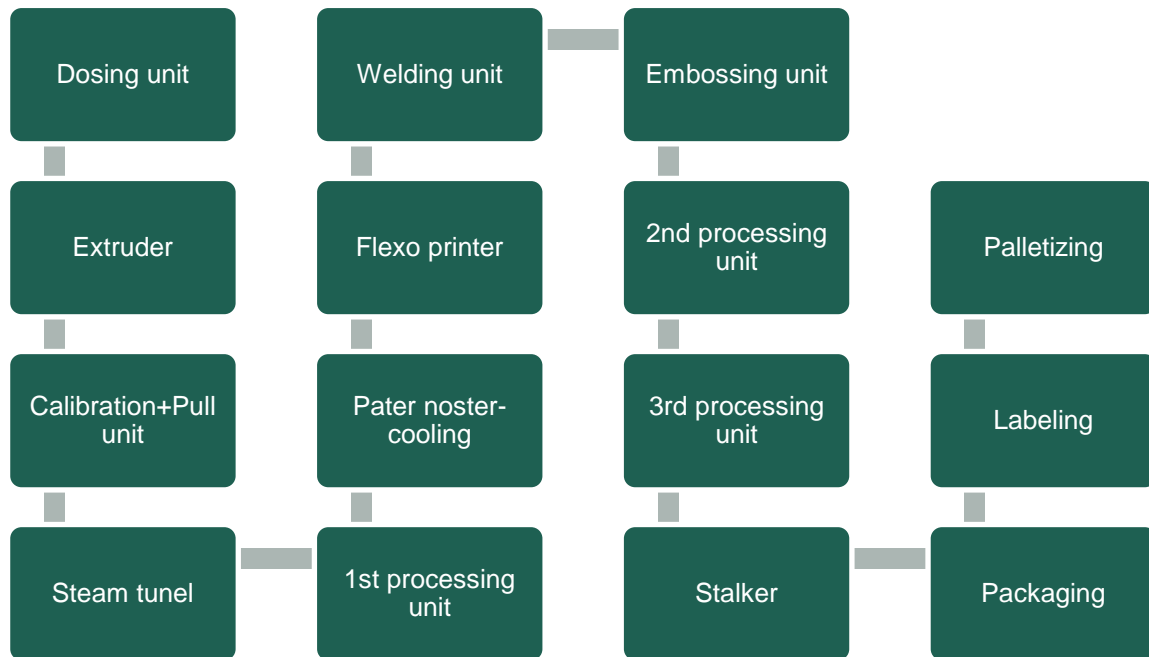 Dosing unit
Extruder
Calibration+Pull
unit
Steam tunel
1st processing
unit
Pater noster-
cooling
Flexo printer
Welding unit
Embossing unit
2nd processing
unit
3rd processing
unit
Stalker
Packaging
Labeling
Palletizing